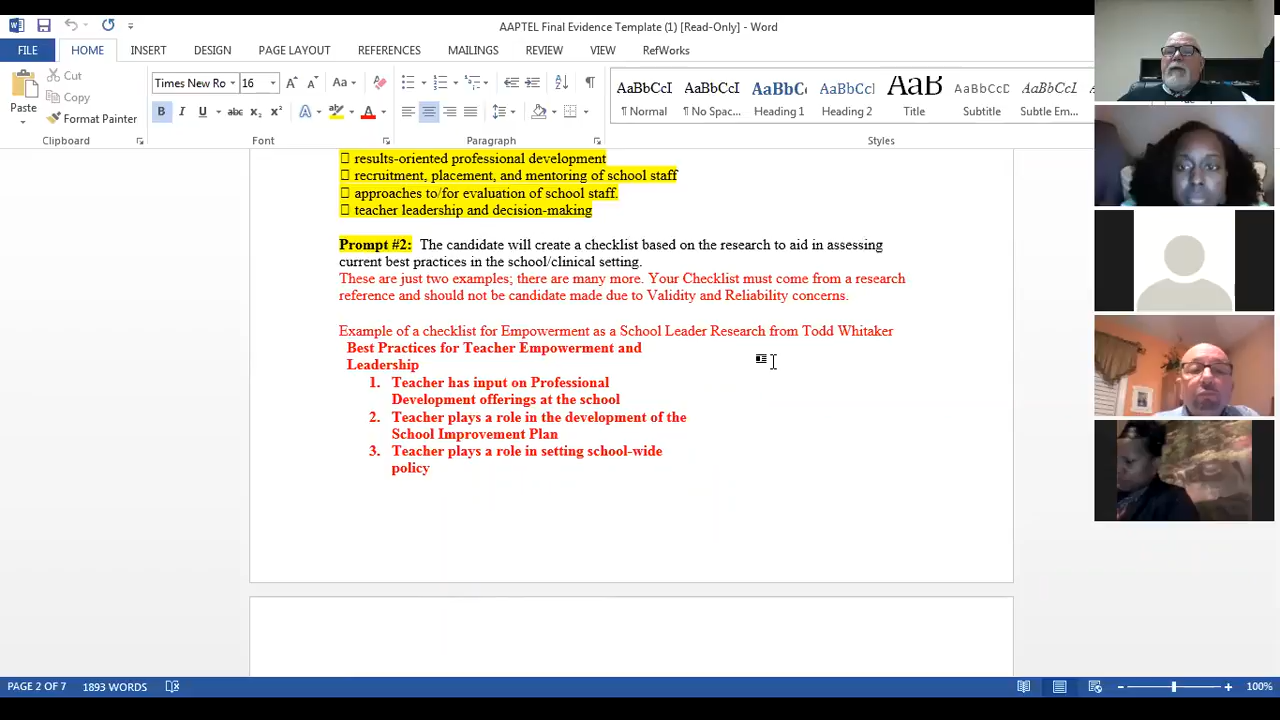 AAPTEL Final Evidence Template (1) [Read-Only] - Word
FILE HOME INSERT DESIGN PAGE LAYOUT REFERENCES MAILINGS REVIEW VIEW RefWorks
Cut
Copy
Format Painter
Paste
Times New Ro 16
Aa
B I U abc x₂ x² A A
AaBbCcI AaBbCcI AaBbCc AaBbCcI AaB AaBbCcD AaBbCcI
¶ Normal ¶ No Spac... Heading 1 Heading 2 Title Subtitle Subtle Em...
Clipboard Font Paragraph Styles
results-oriented professional development
recruitment, placement, and mentoring of school staff
approaches to/for evaluation of school staff.
teacher leadership and decision-making
Prompt #2: The candidate will create a checklist based on the research to aid in assessing
current best practices in the school/clinical setting.
These are just two examples; there are many more. Your Checklist must come from a research
reference and should not be candidate made due to Validity and Reliability concerns.
Example of a checklist for Empowerment as a School Leader Research from Todd Whitaker
Best Practices for Teacher Empowerment and
Leadership
1. Teacher has input on Professional
Development offerings at the school
2. Teacher plays a role in the development of the
School Improvement Plan
3. Teacher plays a role in setting school-wide
policy
PAGE 2 OF 7 1893 WORDS 100%